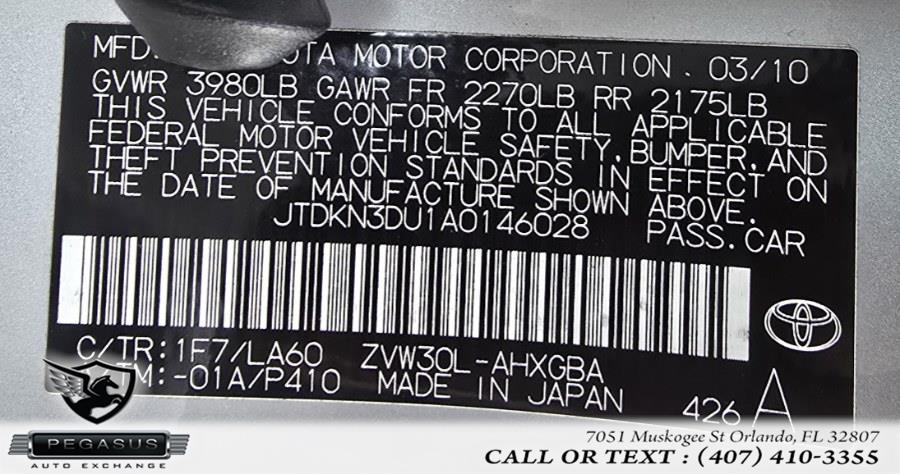 MFD. OTA MOTOR CORPORATION. 03/10
GVWR 3980LB GAWR FR 2270LB RR 2175LB
THIS VEHICLE CONFORMS TO ALL APPLICABLE
FEDERAL MOTOR VEHICLE SAFETY, BUMPER, AND
THEFT PREVENTION STANDARDS IN EFFECT ON
THE DATE OF MANUFACTURE SHOWN ABOVE.
JTDKN3DU1A0146028 PASS.CAR
C/TR: 1F7/LA60 ZVW30L-AHXGBA
TM: -01A/P410 MADE IN JAPAN 426 A
PEGASUS
AUTO EXCHANGE
7051 Muskogee St Orlando, FL 32807
CALL OR TEXT : (407) 410-3355